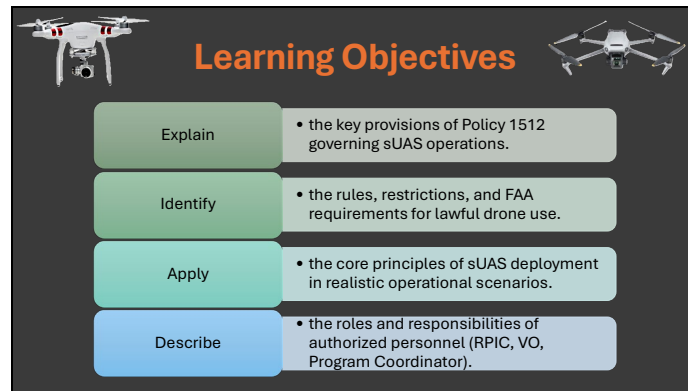 Learning Objectives
Explain
• the key provisions of Policy 1512
governing sUAS operations.
Identify
• the rules, restrictions, and FAA
requirements for lawful drone use.
Apply
• the core principles of sUAS deployment
in realistic operational scenarios.
Describe
• the roles and responsibilities of
authorized personnel (RPIC, VO,
Program Coordinator).